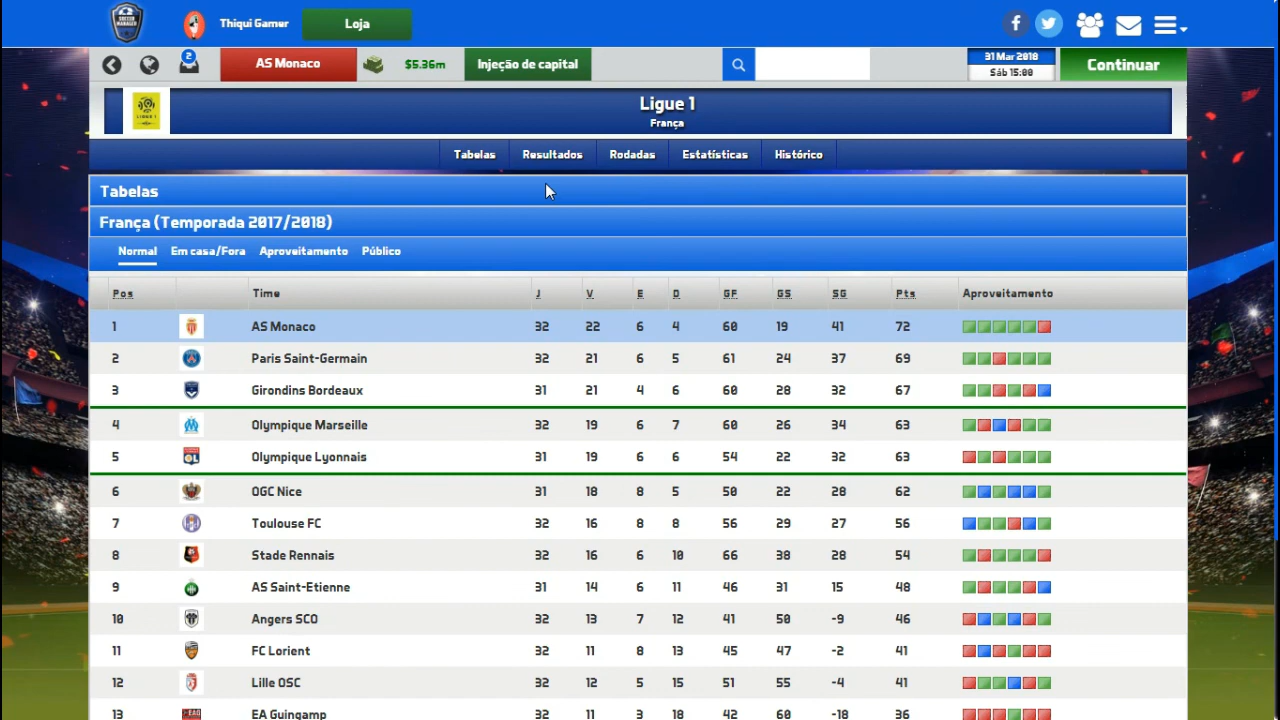 SOCCER MANAGER
Thiqui Gamer
Loja
2
AS Monaco
$5.36m
Injeção de capital
31 Mar 2018
Sáb 15:00
Continuar
LIGUE 1
Ligue 1
França
Tabelas Resultados Rodadas Estatísticas Histórico
Tabelas
França (Temporada 2017/2018)
Normal Em casa/Fora Aproveitamento Público
Pos Time J V E D GF GS SG Pts Aproveitamento
1 AS Monaco 32 22 6 4 60 19 41 72
2 Paris Saint-Germain 32 21 6 5 61 24 37 69
3 Girondins Bordeaux 31 21 4 6 60 28 32 67
4 Olympique Marseille 32 19 6 7 60 26 34 63
5 Olympique Lyonnais 31 19 6 6 54 22 32 63
6 OGC Nice 31 18 8 5 50 22 28 62
7 Toulouse FC 32 16 8 8 56 29 27 56
8 Stade Rennais 32 16 6 10 66 38 28 54
9 AS Saint-Etienne 31 14 6 11 46 31 15 48
10 Angers SCO 32 13 7 12 41 50 -9 46
11 FC Lorient 32 11 8 13 45 47 -2 41
12 Lille OSC 32 12 5 15 51 55 -4 41
13 EA Guingamp 32 11 3 18 42 60 -18 36